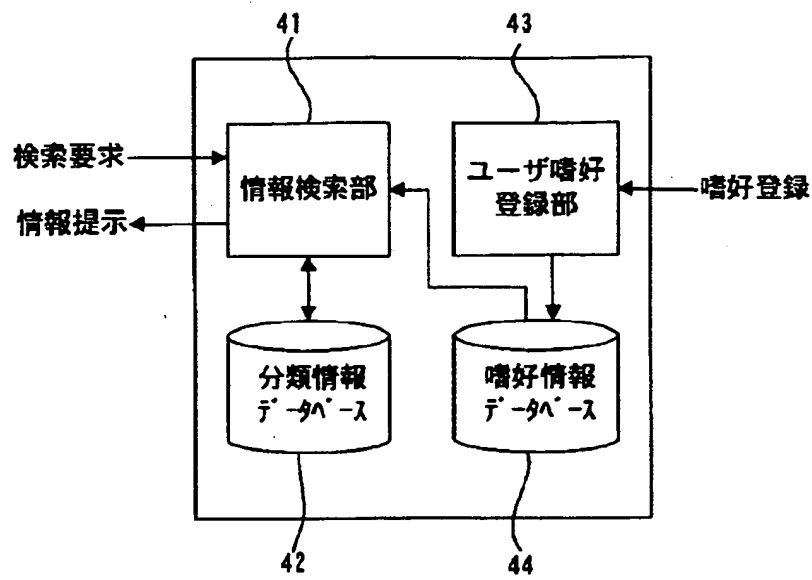 41
43
検索要求
情報提示
情報検索部
ユーザ嗜好
登録部
嗜好登録
分類情報
ﾃﾞｰﾀﾍﾞｰｽ
嗜好情報
ﾃﾞｰﾀﾍﾞｰｽ
42
44